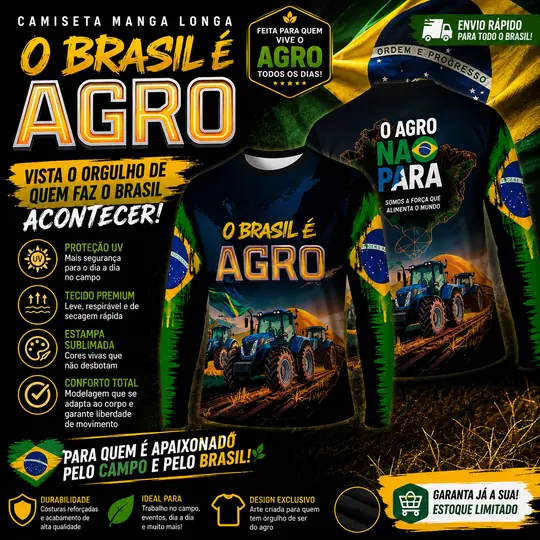 CAMISETA MANGA LONGA
O BRASIL É
AGRO
FEITA PARA QUEM
VIVE O
AGRO
TODOS OS DIAS!
ENVIO RÁPIDO
PARA TODO O BRASIL!
ORDEM E PROGRESSO
VISTA O ORGULHO DE
QUEM FAZ O BRASIL
ACONTECER!
PROTEÇÃO UV
UV
Mais segurança
para o dia a dia
no campo
TECIDO PREMIUM
Leve, respirável e de
secagem rápida
ESTAMPA
SUBLIMADA
Cores vivas que
não desbotam
CONFORTO TOTAL
Modelagem que se
adapta ao corpo e
garante liberdade
de movimento
O BRASIL É
AGRO
O AGRO
NÃO
PARA
SOMOS A FORÇA QUE
ALIMENTA O MUNDO
PARA QUEM É APAIXONADO
PELO CAMPO E PELO BRASIL!
DURABILIDADE
Costuras reforçadas
e acabamento de
alta qualidade
IDEAL PARA
Trabalho no campo,
eventos, dia a dia
e muito mais!
DESIGN EXCLUSIVO
Arte criada para quem
tem orgulho de ser
do agro
GARANTA JÁ A SUA!
ESTOQUE LIMITADO